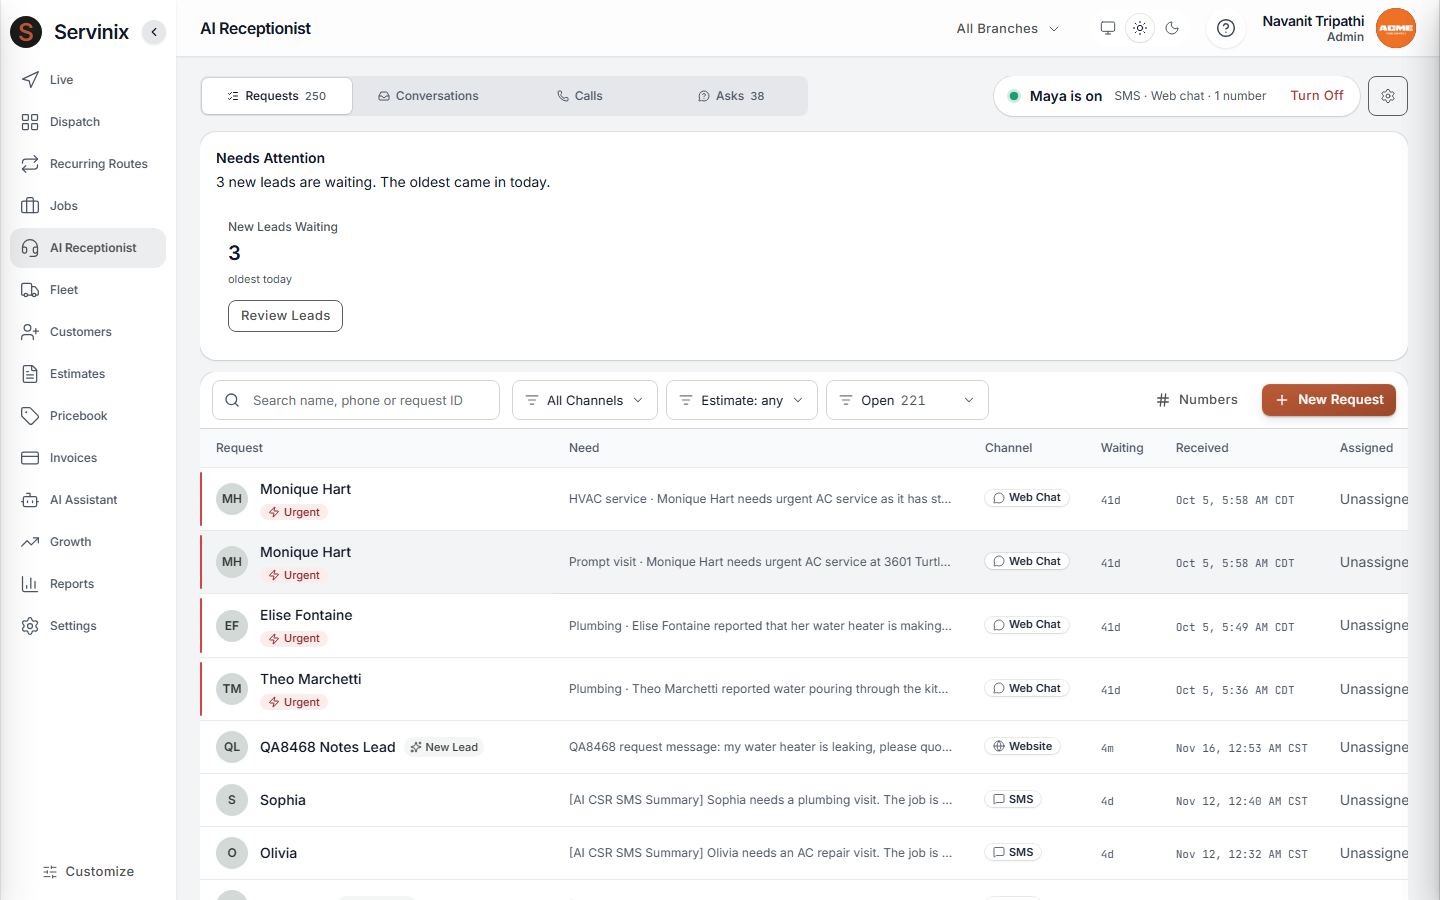 S Servinix
AI Receptionist
All Branches
Navanit Tripathi
Admin
ACME
Live
Dispatch
Recurring Routes
Jobs
AI Receptionist
Fleet
Customers
Estimates
Pricebook
Invoices
AI Assistant
Growth
Reports
Settings
Customize
Requests 250
Conversations
Calls
Asks 38
Maya is on SMS · Web chat · 1 number Turn Off
Needs Attention
3 new leads are waiting. The oldest came in today.
New Leads Waiting
3
oldest today
Review Leads
Search name, phone or request ID
All Channels
Estimate: any
Open 221
Numbers
New Request
Request Need Channel Waiting Received Assigned
MH Monique Hart Urgent HVAC service · Monique Hart needs urgent AC service as it has st... Web Chat 41d Oct 5, 5:58 AM CDT Unassigne
MH Monique Hart Urgent Prompt visit · Monique Hart needs urgent AC service at 3601 Turtl... Web Chat 41d Oct 5, 5:58 AM CDT Unassigne
EF Elise Fontaine Urgent Plumbing · Elise Fontaine reported that her water heater is making... Web Chat 41d Oct 5, 5:49 AM CDT Unassigne
TM Theo Marchetti Urgent Plumbing · Theo Marchetti reported water pouring through the kit... Web Chat 41d Oct 5, 5:36 AM CDT Unassigne
QL QA8468 Notes Lead New Lead QA8468 request message: my water heater is leaking, please quo... Website 4m Nov 16, 12:53 AM CST Unassigne
S Sophia [AI CSR SMS Summary] Sophia needs a plumbing visit. The job is ... SMS 4d Nov 12, 12:40 AM CST Unassigne
O Olivia [AI CSR SMS Summary] Olivia needs an AC repair visit. The job is ... SMS 4d Nov 12, 12:32 AM CST Unassigne